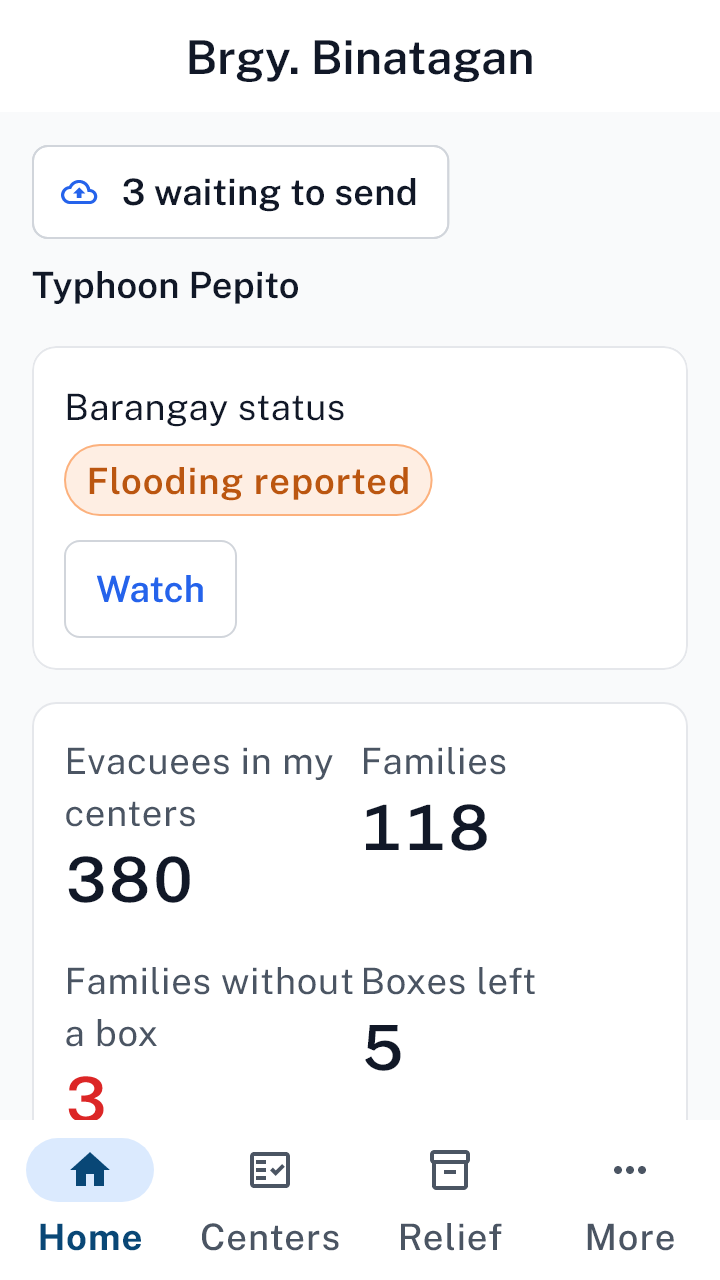 Brgy. Binatagan
3 waiting to send
Typhoon Pepito
Barangay status
Flooding reported
Watch
Evacuees in my
centers
380
Families
118
Families without
a box
3
Boxes left
5
Home
Centers
Relief
More